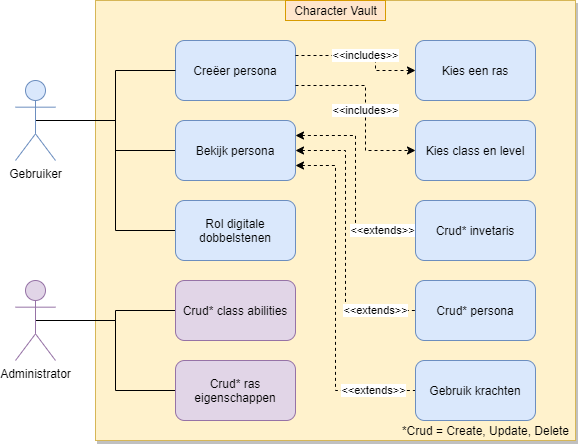 Character Vault
Creëer persona
<<includes>>
Kies een ras
<<includes>>
Gebruiker
Bekijk persona
Kies class en level
Rol digitale
dobbelstenen
<<extends>>
Crud* invetaris
Crud* class abilities
<<extends>>
Crud* persona
Administrator
Crud* ras
eigenschappen
<<extends>>
Gebruik krachten
*Crud = Create, Update, Delete